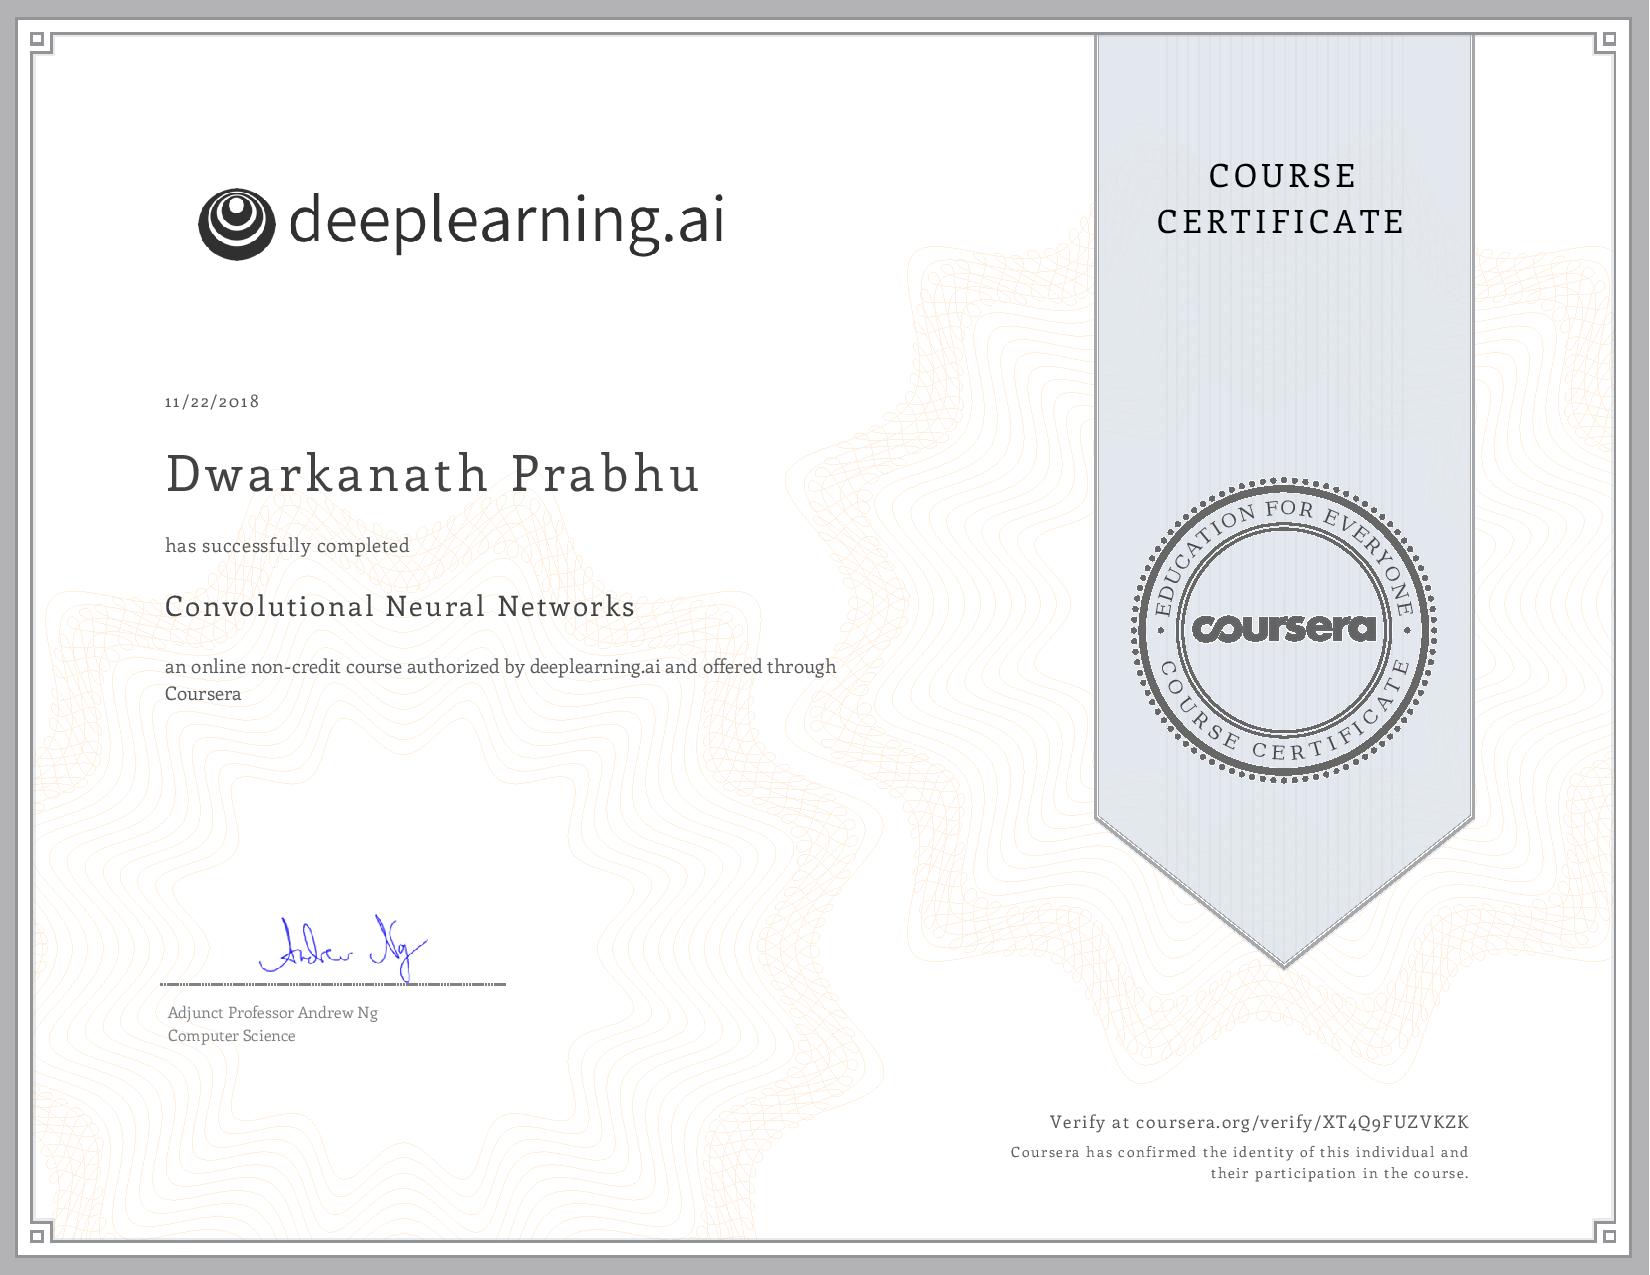 deeplearning.ai
COURSE
CERTIFICATE
11/22/2018
Dwarkanath Prabhu
has successfully completed
Convolutional Neural Networks
an online non-credit course authorized by deeplearning.ai and offered through
Coursera
EDUCATION FOR EVERYONE
coursera
COURSE CERTIFICATE
Andrew Ng
Adjunct Professor Andrew Ng
Computer Science
Verify at coursera.org/verify/XT4Q9FUZVKZK
Coursera has confirmed the identity of this individual and
their participation in the course.